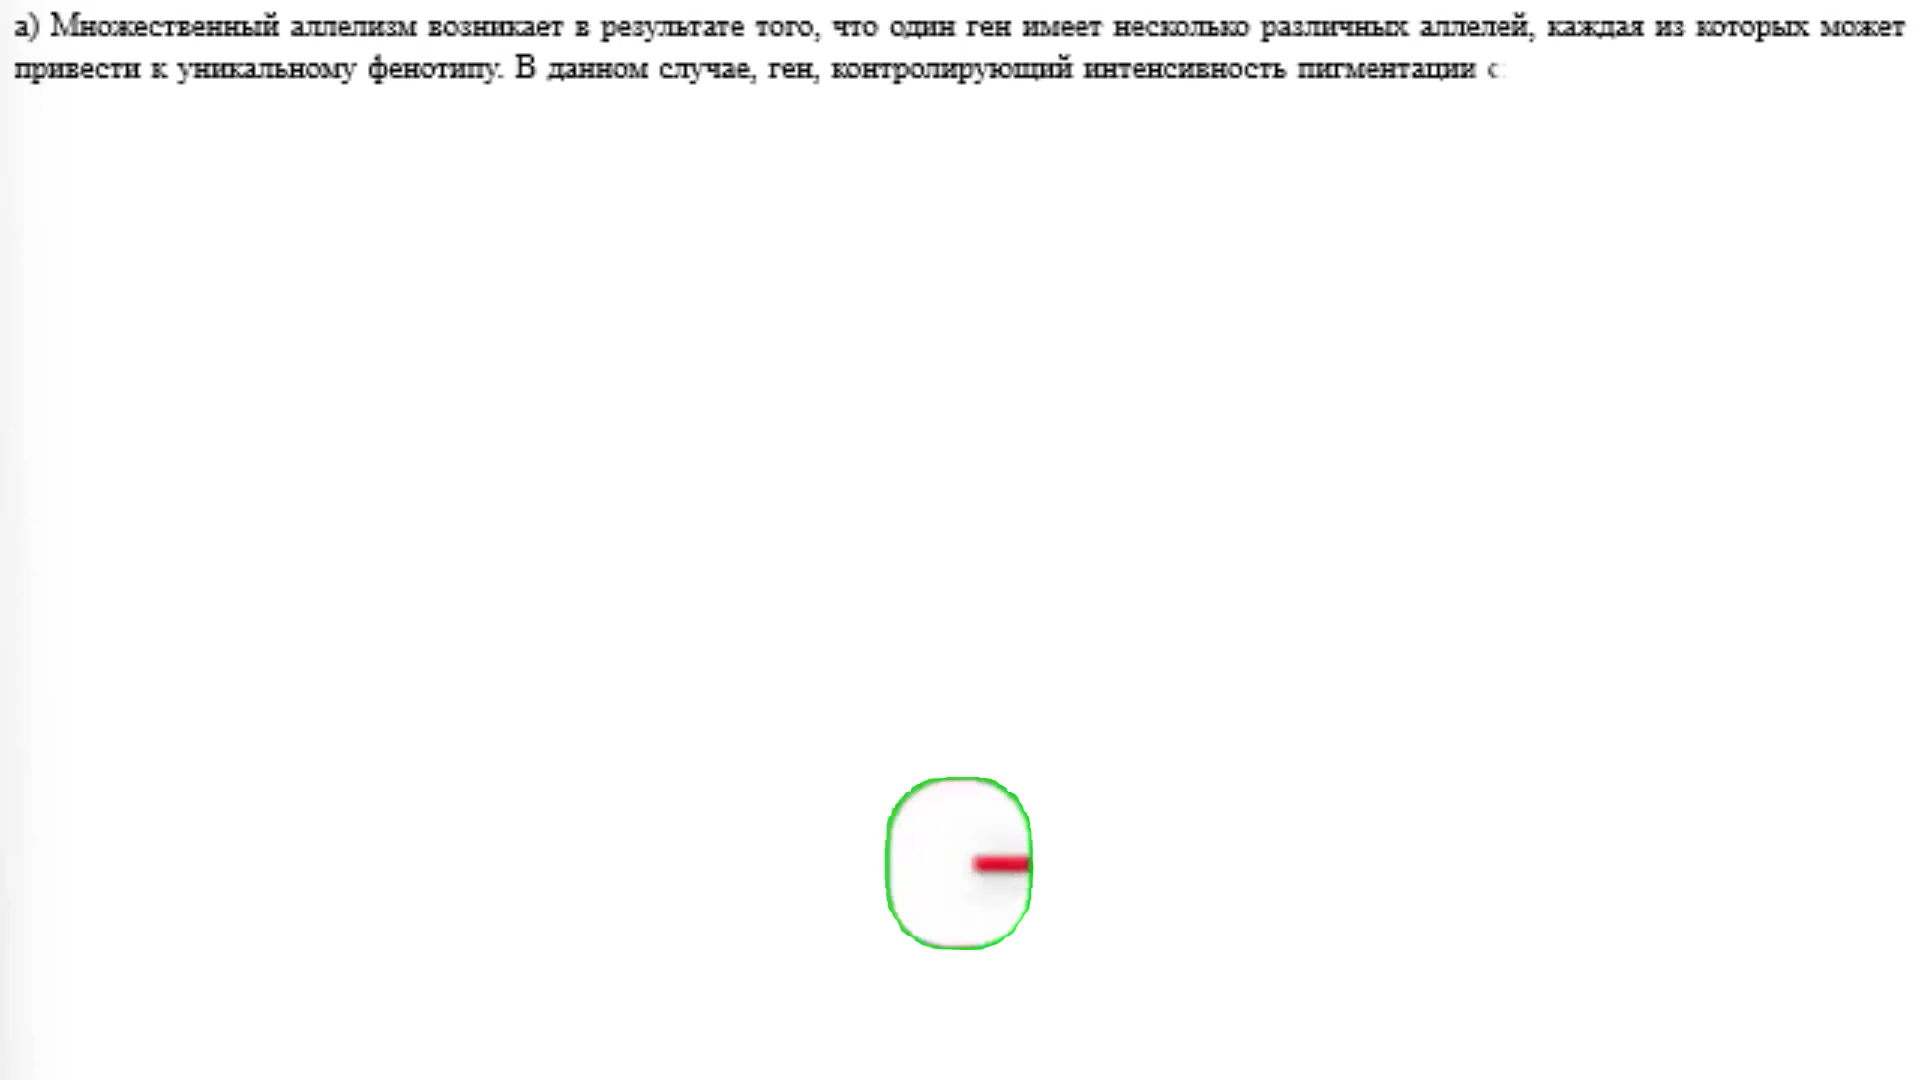 а) Множественный аллелизм возникает в результате того, что один ген имеет несколько различных аллелей, каждая из которых может
привести к уникальному фенотипу. В данном случае, ген, контролирующий интенсивность пигментации с